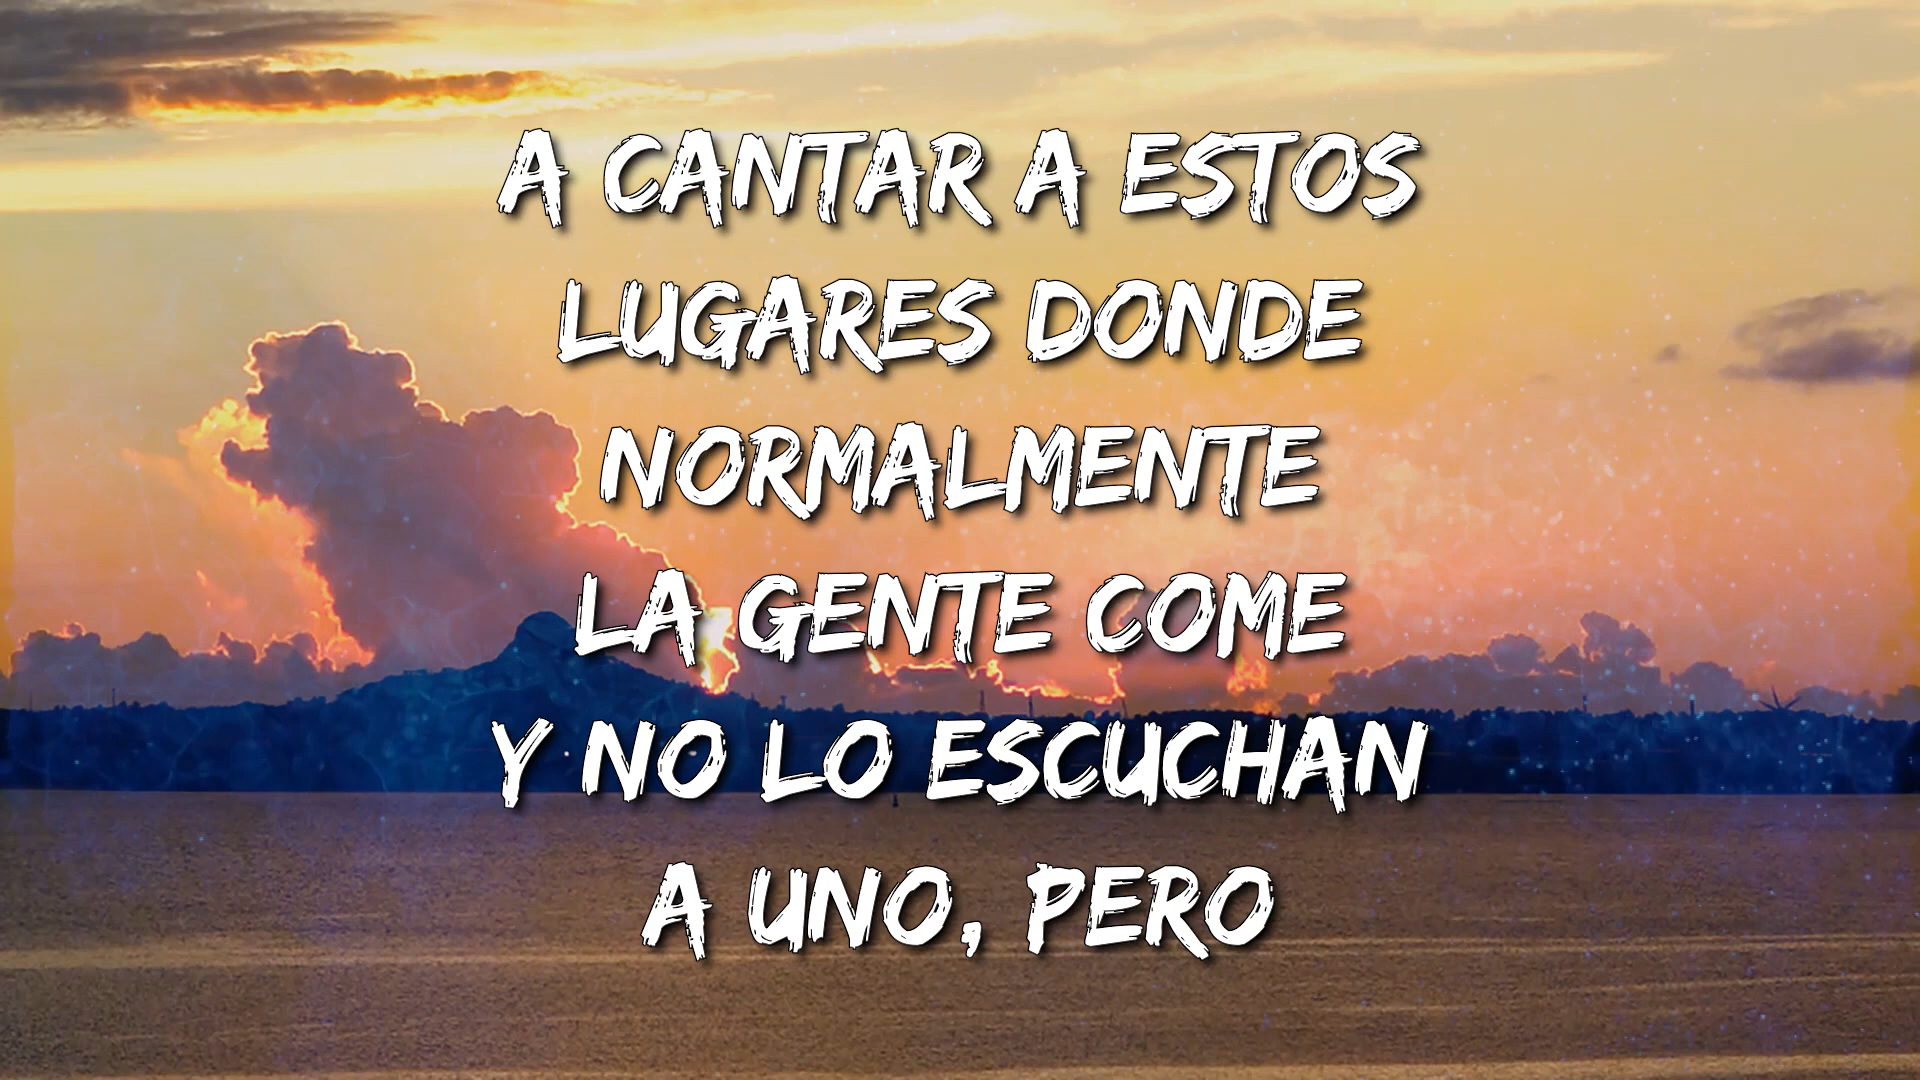 A CANTAR A ESTOS
LUGARES DONDE
NORMALMENTE
LA GENTE COME
Y NO LO ESCUCHAN
A UNO, PERO